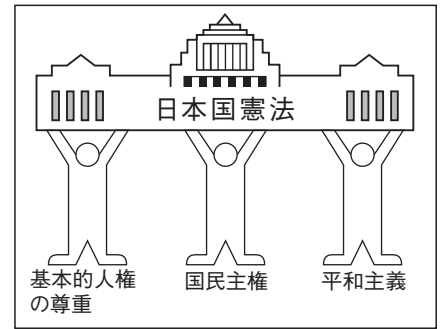 日本国憲法
基本的人権
の尊重
国民主権
平和主義